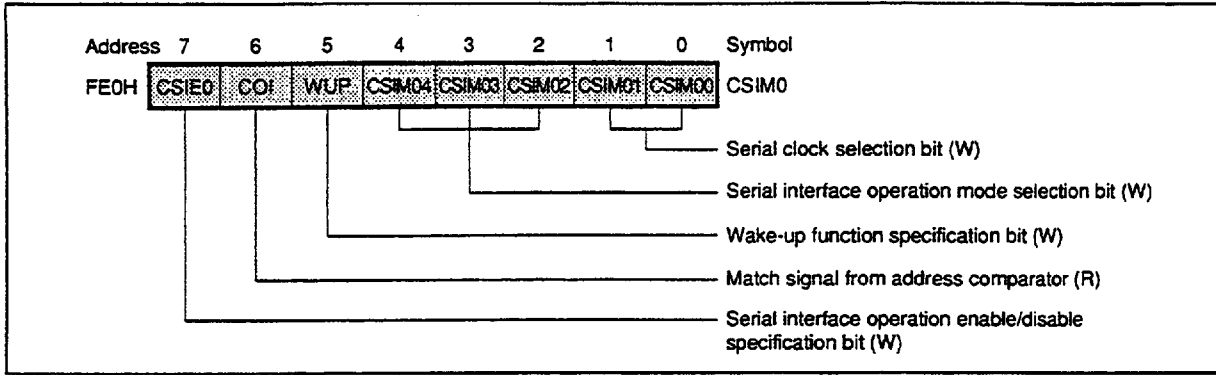 Address 7 6 5 4 3 2 1 0 Symbol
FE0H CSIE0 COI WUP CSIM04 CSIM03 CSIM02 CSIM01 CSIM00 CSIM0
Serial clock selection bit (W)
Serial interface operation mode selection bit (W)
Wake-up function specification bit (W)
Match signal from address comparator (R)
Serial interface operation enable/disable
specification bit (W)